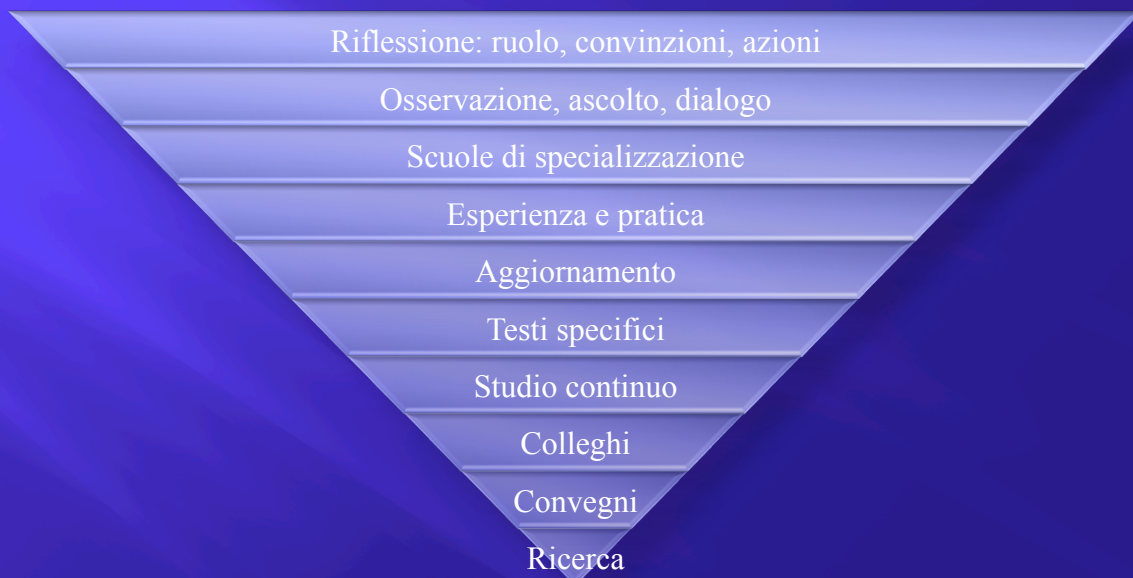 Riflessione: ruolo, convinzioni, azioni
Osservazione, ascolto, dialogo
Scuole di specializzazione
Esperienza e pratica
Aggiornamento
Testi specifici
Studio continuo
Colleghi
Convegni
Ricerca